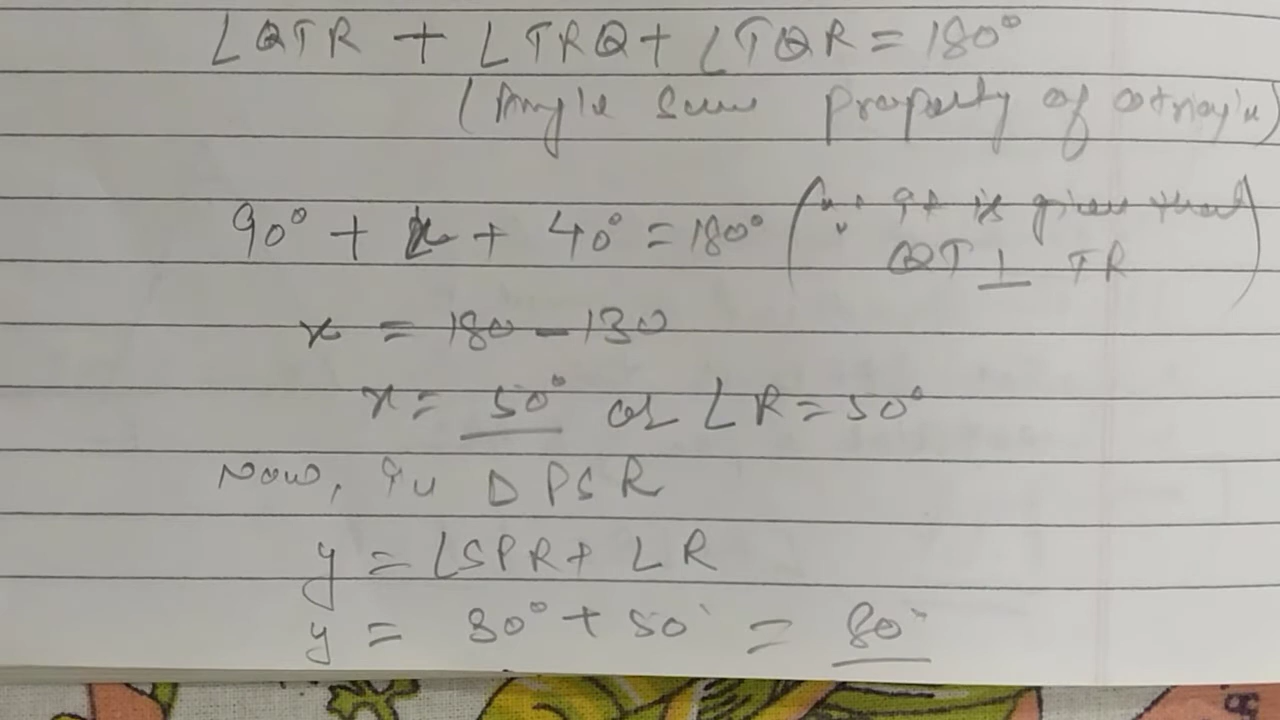 ∠QTR + ∠TRQ + ∠TQR = 180°
(Angle sum property of a triangle)
90° + x + 40° = 180° (∵ It is given that
QT ⊥ TR)
x = 180 - 130
x = 50° or ∠R = 50°
Now, in Δ PSR
y = ∠SPR + ∠R
y = 30° + 50° = 80°